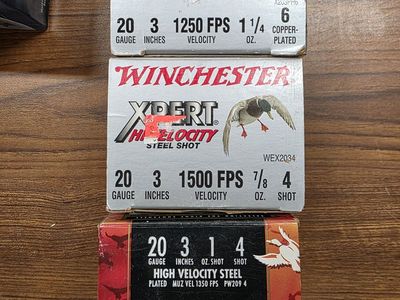 A203PH6
20 3 1250 FPS 1 1/4 6
GAUGE INCHES VELOCITY OZ. COPPER-PLATED
WINCHESTER
XPERT®
HI-VELOCITY
STEEL SHOT
WEX2034
20 3 1500 FPS 7/8 4
GAUGE INCHES VELOCITY OZ. SHOT
20 3 1 4
GAUGE INCHES OZ. SHOT SHOT
HIGH VELOCITY STEEL
PLATED MUZ VEL 1350 FPS PW209 4